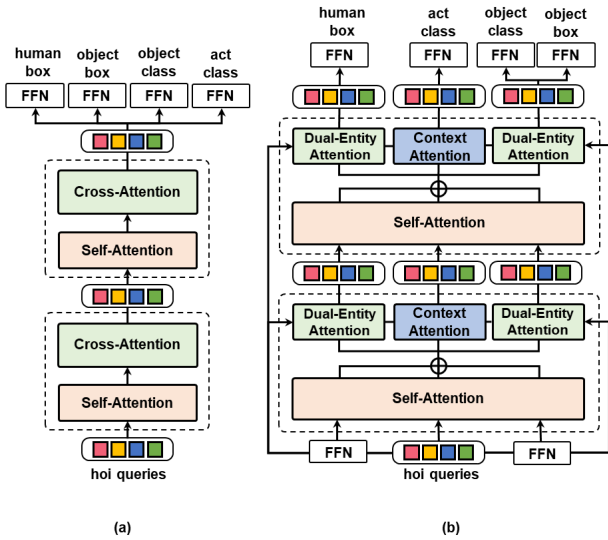 human box
object box
object class
act class
FFN
FFN
FFN
FFN
Cross-Attention
Self-Attention
Cross-Attention
Self-Attention
hoi queries
(a)
human box
act class
object class
object box
FFN
FFN
FFN
FFN
Dual-Entity Attention
Context Attention
Dual-Entity Attention
Self-Attention
Dual-Entity Attention
Context Attention
Dual-Entity Attention
Self-Attention
FFN
FFN
hoi queries
(b)